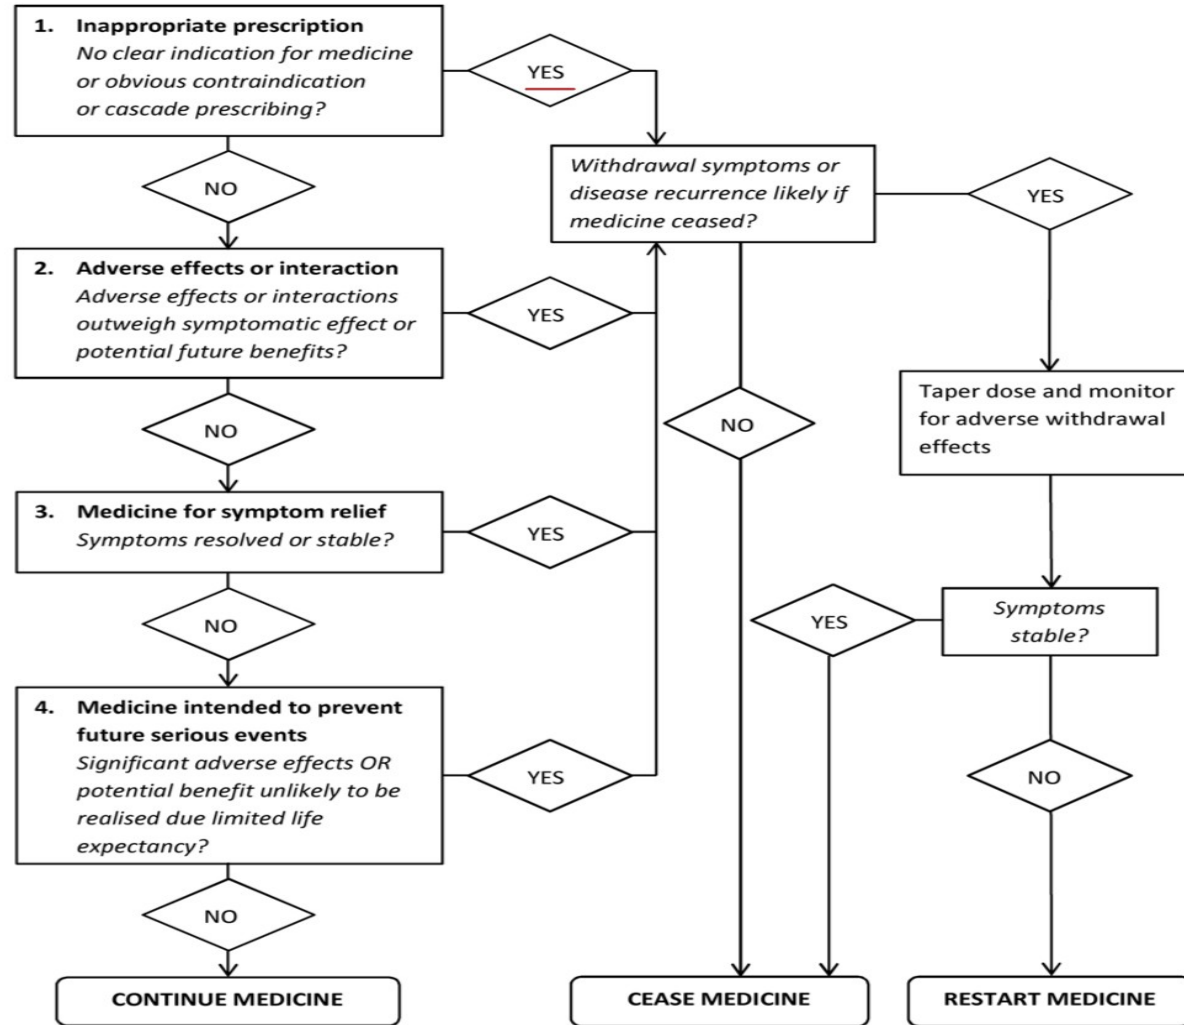 1. Inappropriate prescription
No clear indication for medicine
or obvious contraindication
or cascade prescribing?
YES
NO
Withdrawal symptoms or
disease recurrence likely if
medicine ceased?
YES
2. Adverse effects or interaction
Adverse effects or interactions
outweigh symptomatic effect or
potential future benefits?
YES
NO
NO
Taper dose and monitor
for adverse withdrawal
effects
3. Medicine for symptom relief
Symptoms resolved or stable?
YES
NO
YES
Symptoms
stable?
4. Medicine intended to prevent
future serious events
Significant adverse effects OR
potential benefit unlikely to be
realised due limited life
expectancy?
YES
NO
NO
CONTINUE MEDICINE
CEASE MEDICINE
RESTART MEDICINE